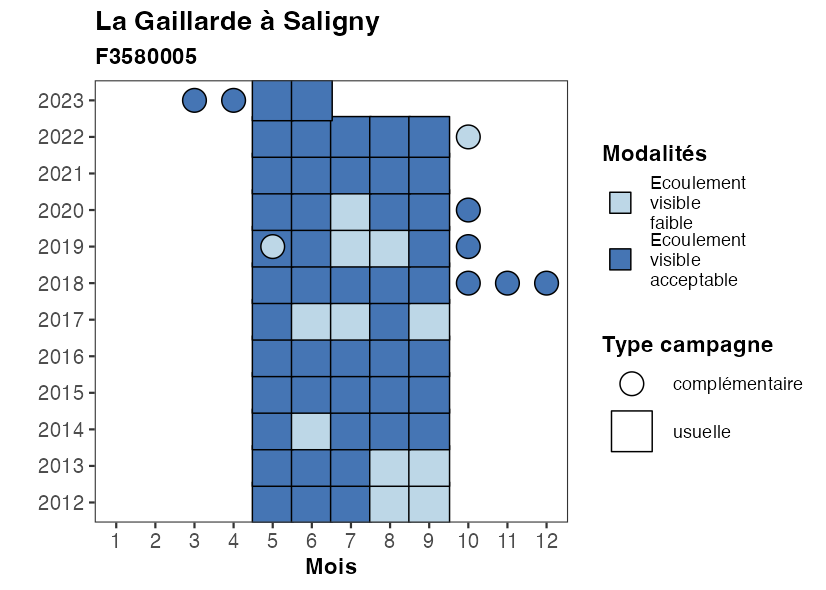 La Gaillarde à Saligny
F3580005
2023
2022
2021
2020
2019
2018
2017
2016
2015
2014
2013
2012
1 2 3 4 5 6 7 8 9 10 11 12
Mois
Modalités
Ecoulement
visible
faible
Ecoulement
visible
acceptable
Type campagne
complémentaire
usuelle